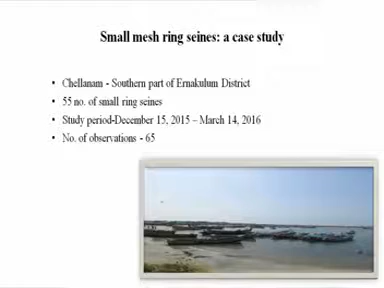 Small mesh ring seines: a case study
• Chellanam - Southern part of Ernakulum District
• 55 no. of small ring seines
• Study period-December 15, 2015 – March 14, 2016
• No. of observations - 65